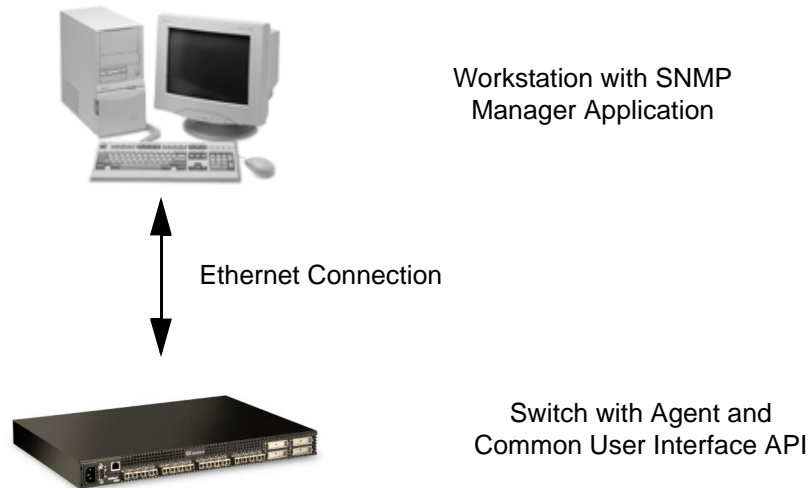 Workstation with SNMP
Manager Application
Ethernet Connection
Switch with Agent and
Common User Interface API